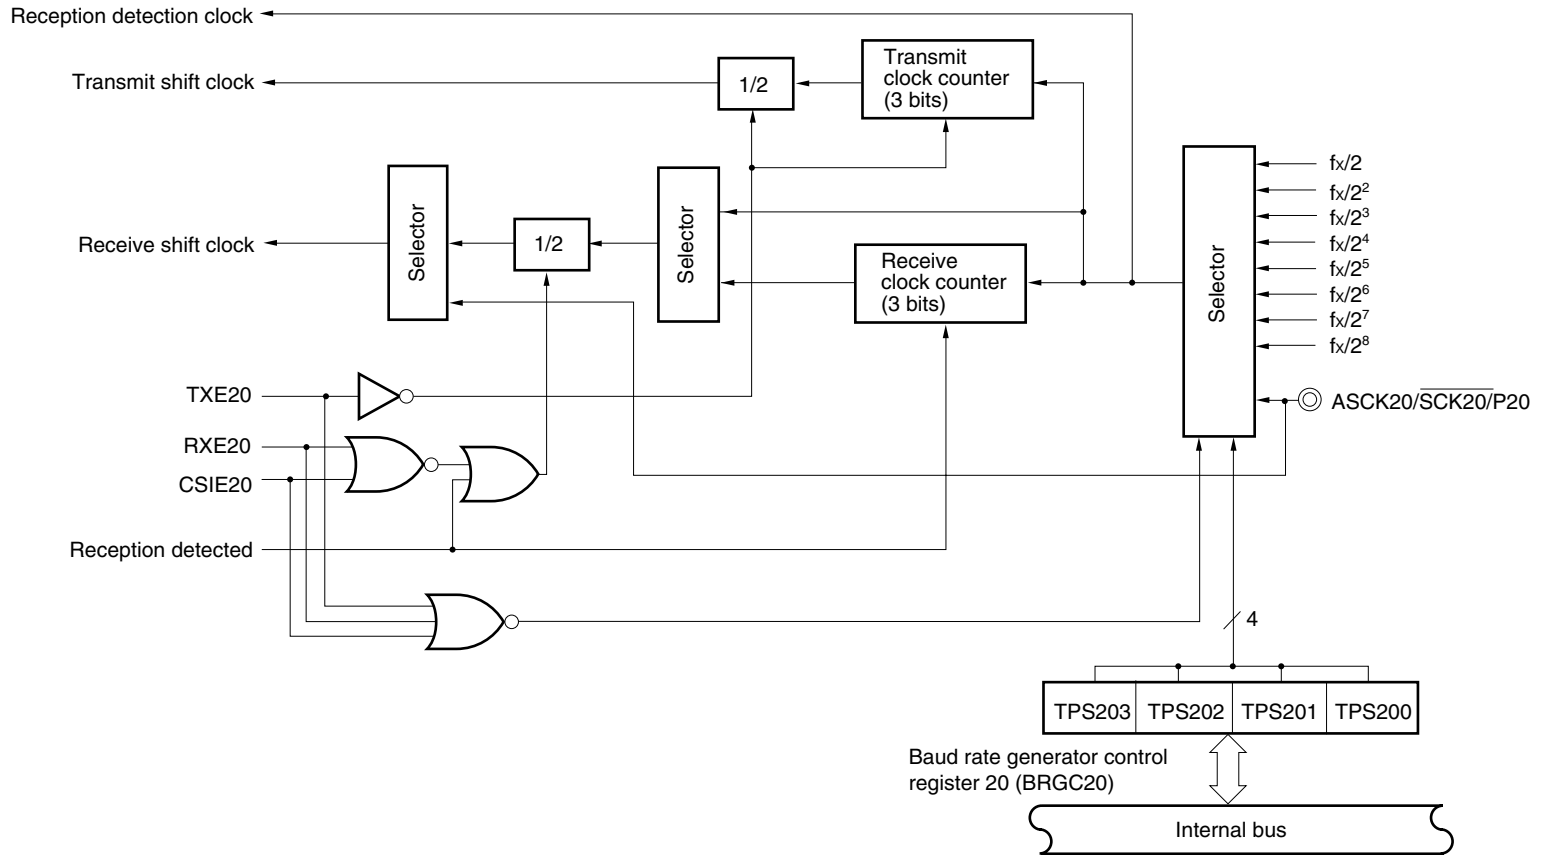 Reception detection clock
Transmit shift clock
1/2
Transmit
clock counter
(3 bits)
Receive shift clock
Selector
1/2
Selector
Receive
clock counter
(3 bits)
Selector
fx/2
fx/2²
fx/2³
fx/2⁴
fx/2⁵
fx/2⁶
fx/2⁷
fx/2⁸
ASCK20/S̅C̅K̅2̅0̅/P20
TXE20
RXE20
CSIE20
Reception detected
4
TPS203 TPS202 TPS201 TPS200
Baud rate generator control
register 20 (BRGC20)
Internal bus